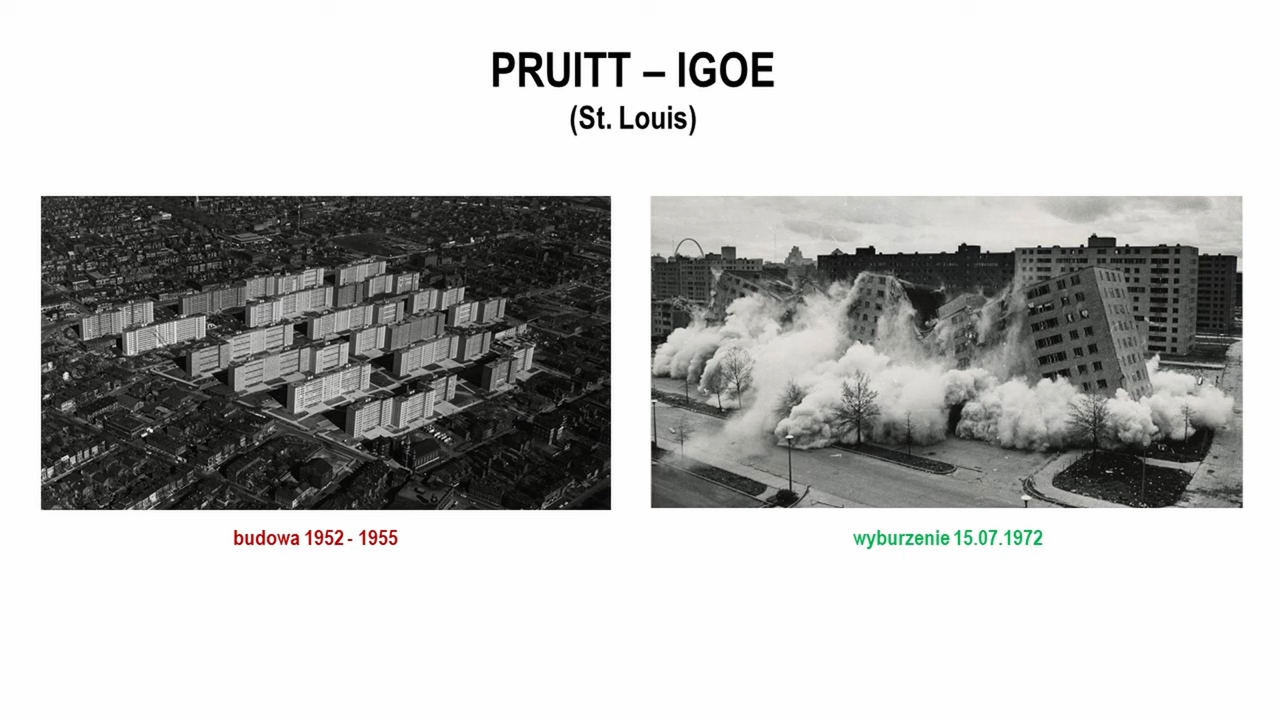 PRUITT – IGOE
(St. Louis)
budowa 1952 - 1955
wyburzenie 15.07.1972